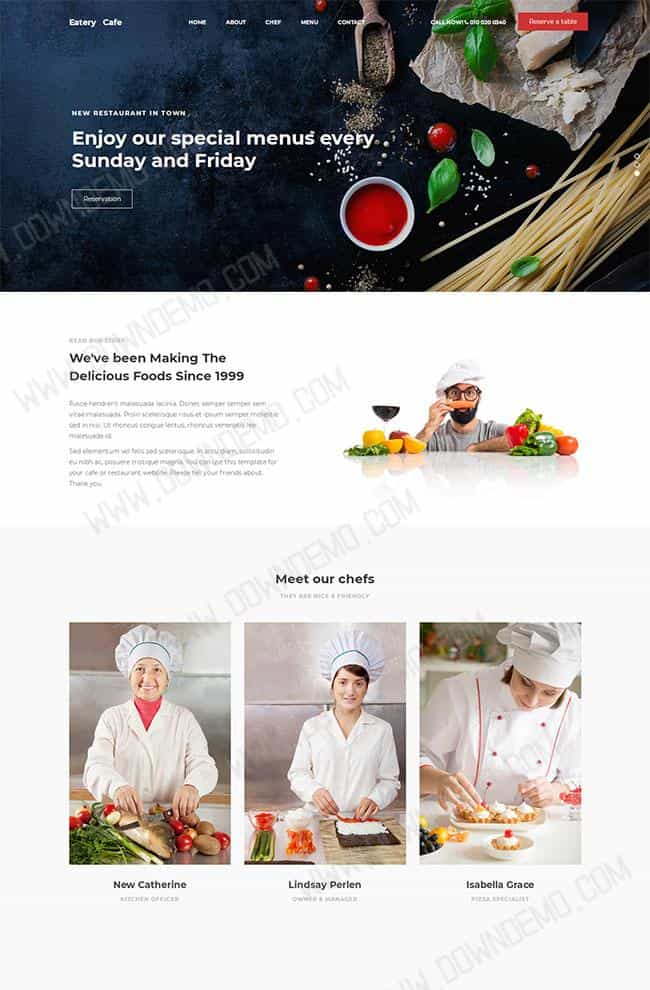 Eatery Cafe
HOME ABOUT CHEF MENU CONTACT
CALL NOW! 010 020 0340
Reserve a table
NEW RESTAURANT IN TOWN
Enjoy our special menus every
Sunday and Friday
Reservation
READ OUR STORY
We've been Making The
Delicious Foods Since 1999
Fusce hendrerit malesuada lacinia. Donec semper semper sem
vitae malesuada. Proin scelerisque risus et ipsum semper molestie
sed in nisi. Ut rhoncus congue lectus, rhoncus venenatis leo
malesuada id.
Sed elementum vel felis sed scelerisque. In arcu diam, sollicitudin
eu nibh ac, posuere tristique magna. You can use this template for
your cafe or restaurant website. Please tell your friends about.
Thank you.
Meet our chefs
THEY ARE NICE & FRIENDLY
New Catherine
KITCHEN OFFICER
Lindsay Perlen
OWNER & MANAGER
Isabella Grace
PIZZA SPECIALIST
WWW.DOWNDEMO.COM